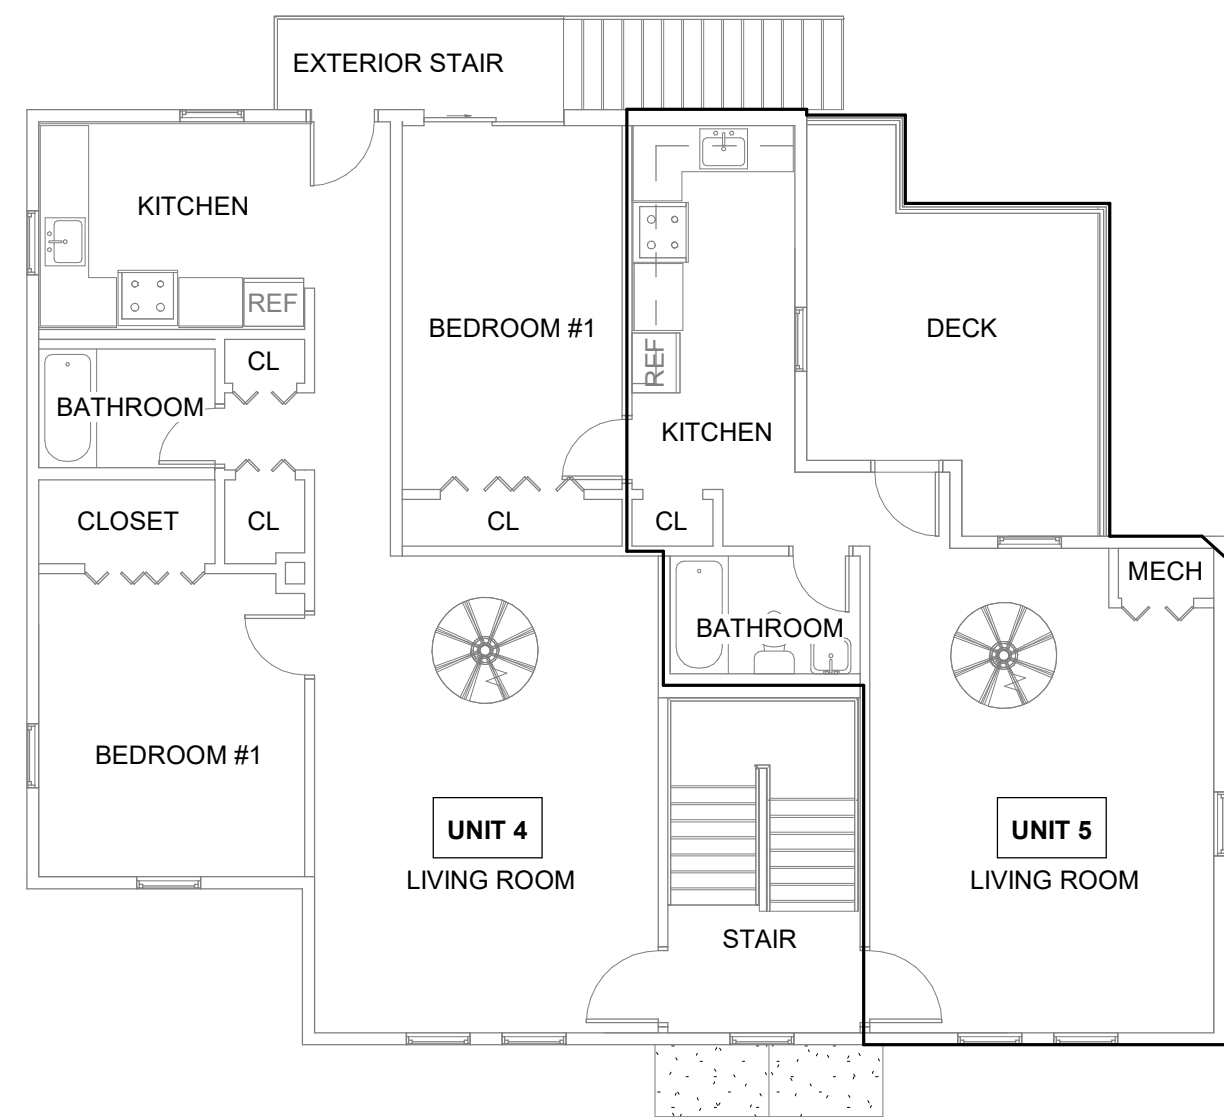 EXTERIOR STAIR
KITCHEN
REF
BEDROOM #1
DECK
CL
REF
BATHROOM
KITCHEN
CLOSET
CL
CL
CL
MECH
BATHROOM
BEDROOM #1
UNIT 4
LIVING ROOM
UNIT 5
LIVING ROOM
STAIR